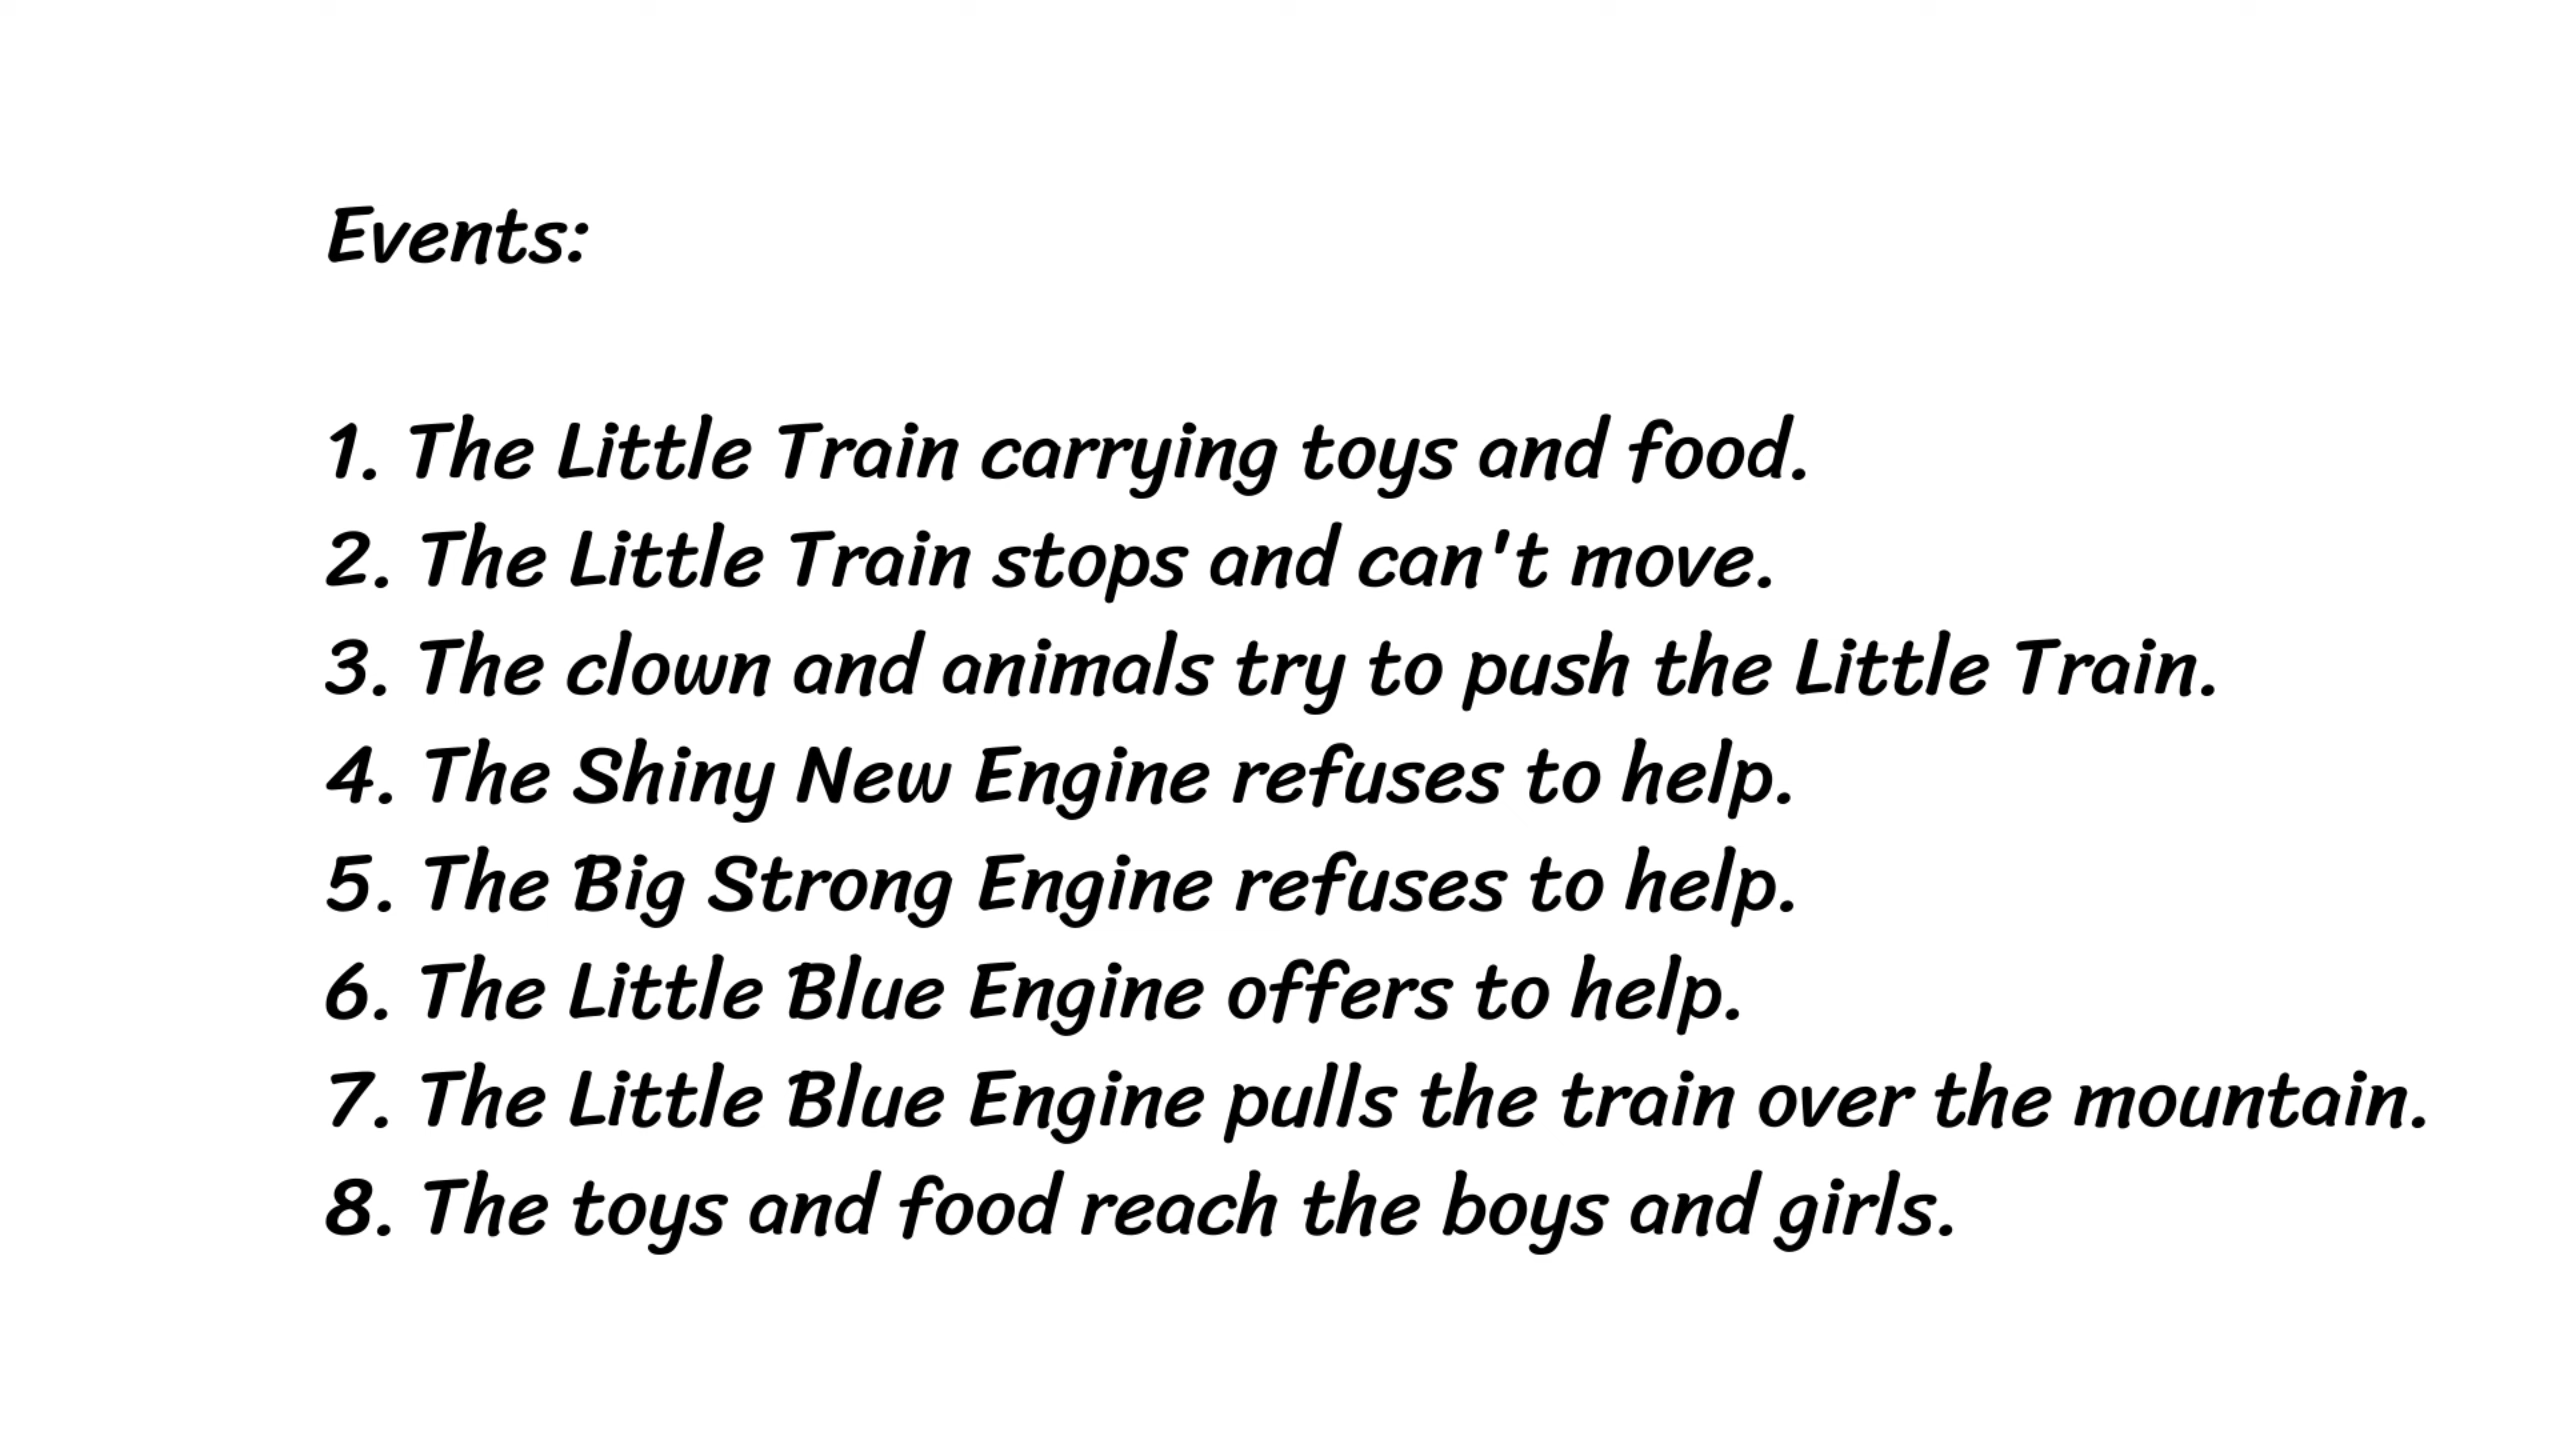 Events:
1. The Little Train carrying toys and food.
2. The Little Train stops and can't move.
3. The clown and animals try to push the Little Train.
4. The Shiny New Engine refuses to help.
5. The Big Strong Engine refuses to help.
6. The Little Blue Engine offers to help.
7. The Little Blue Engine pulls the train over the mountain.
8. The toys and food reach the boys and girls.